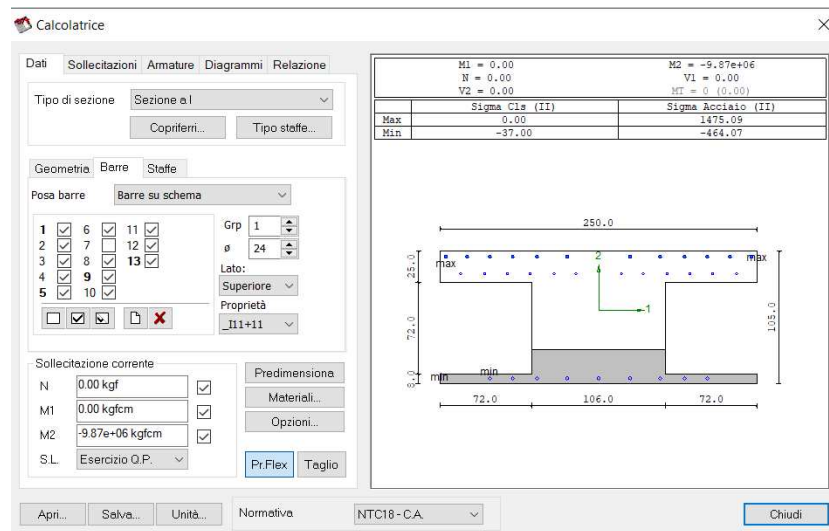 Calcolatrice
Dati Sollecitazioni Armature Diagrammi Relazione
Tipo di sezione Sezione a I
Copriferri... Tipo staffe...
Geometria Barre Staffe
Posa barre Barre su schema
1 6 11 Grp 1
2 7 12 ø 24
3 8 13 Lato:
4 9 Superiore
5 10 Proprietà
_I11+11
Sollecitazione corrente
N 0.00 kgf
M1 0.00 kgfcm
M2 -9.87e+06 kgfcm
S.L. Esercizio Q.P.
Predimensiona
Materiali...
Opzioni...
Pr.Flex Taglio
Apri... Salva... Unità... Normativa NTC18 - C.A. Chiudi
M1 = 0.00 M2 = -9.87e+06
N = 0.00 V1 = 0.00
V2 = 0.00 MT = 0 (0.00)
Sigma Cls (II) Sigma Acciaio (II)
Max 0.00 1475.09
Min -37.00 -464.07
250.0
25.0
max 2 max
1
72.0
105.0
8.0
min min
72.0 106.0 72.0